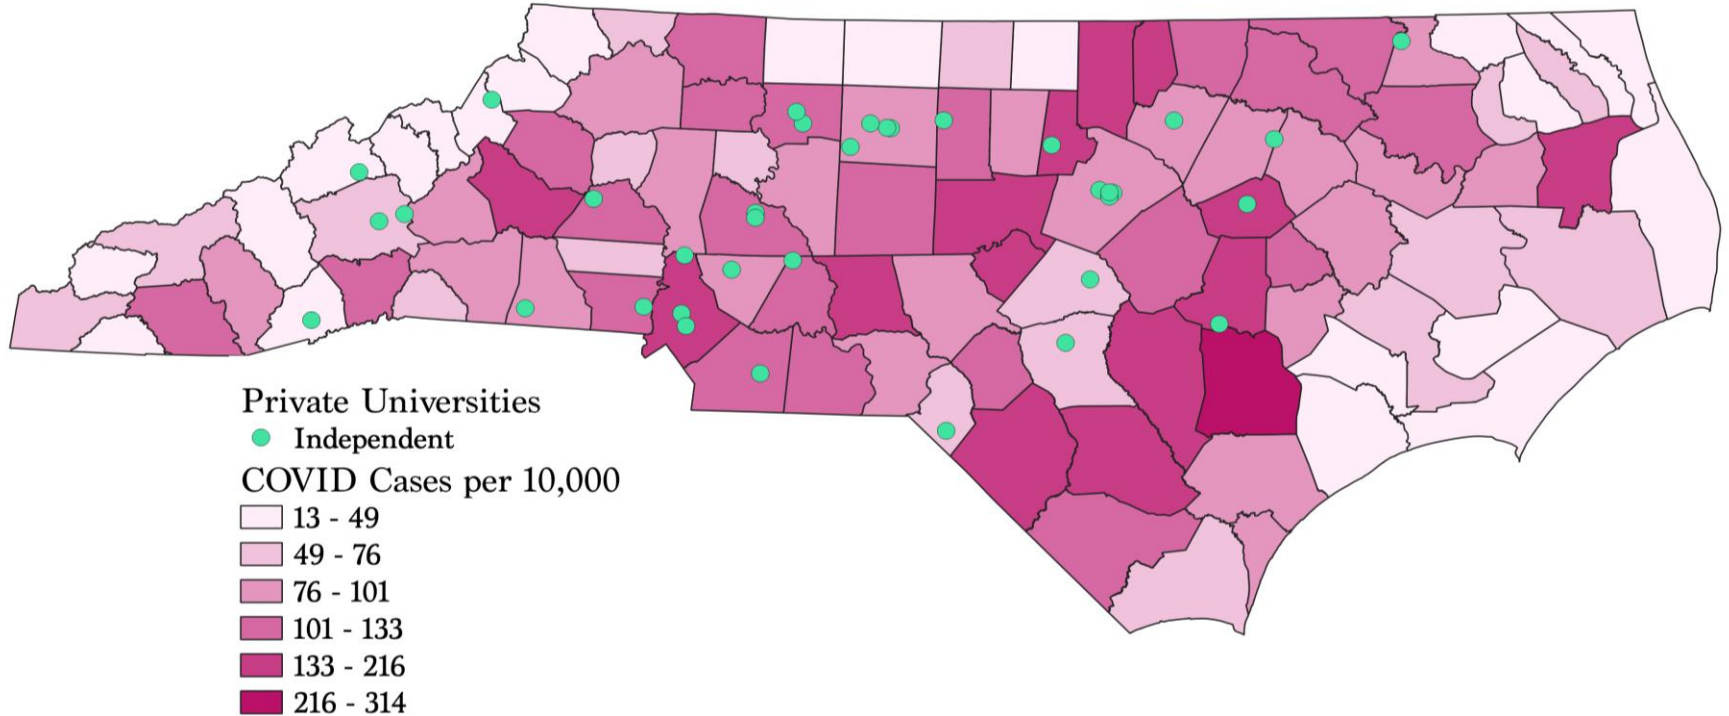 Private Universities
Independent
COVID Cases per 10,000
13 - 49
49 - 76
76 - 101
101 - 133
133 - 216
216 - 314